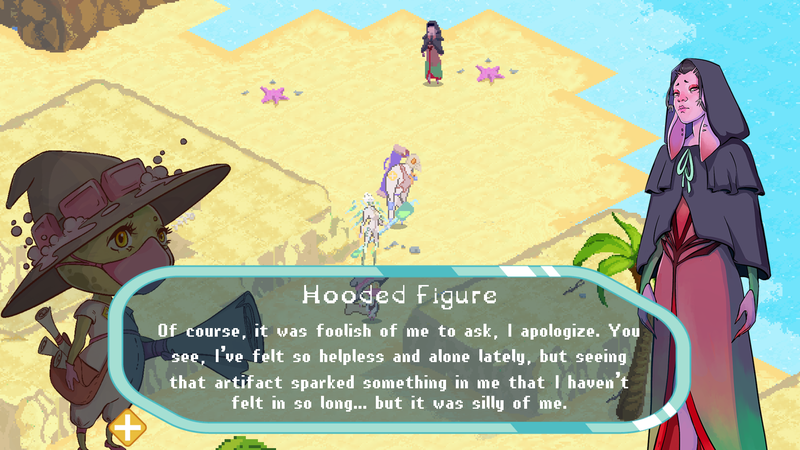 Hooded Figure
Of course, it was foolish of me to ask, I apologize. You
see, I've felt so helpless and alone lately, but seeing
that artifact sparked something in me that I haven't
felt in so long... but it was silly of me.